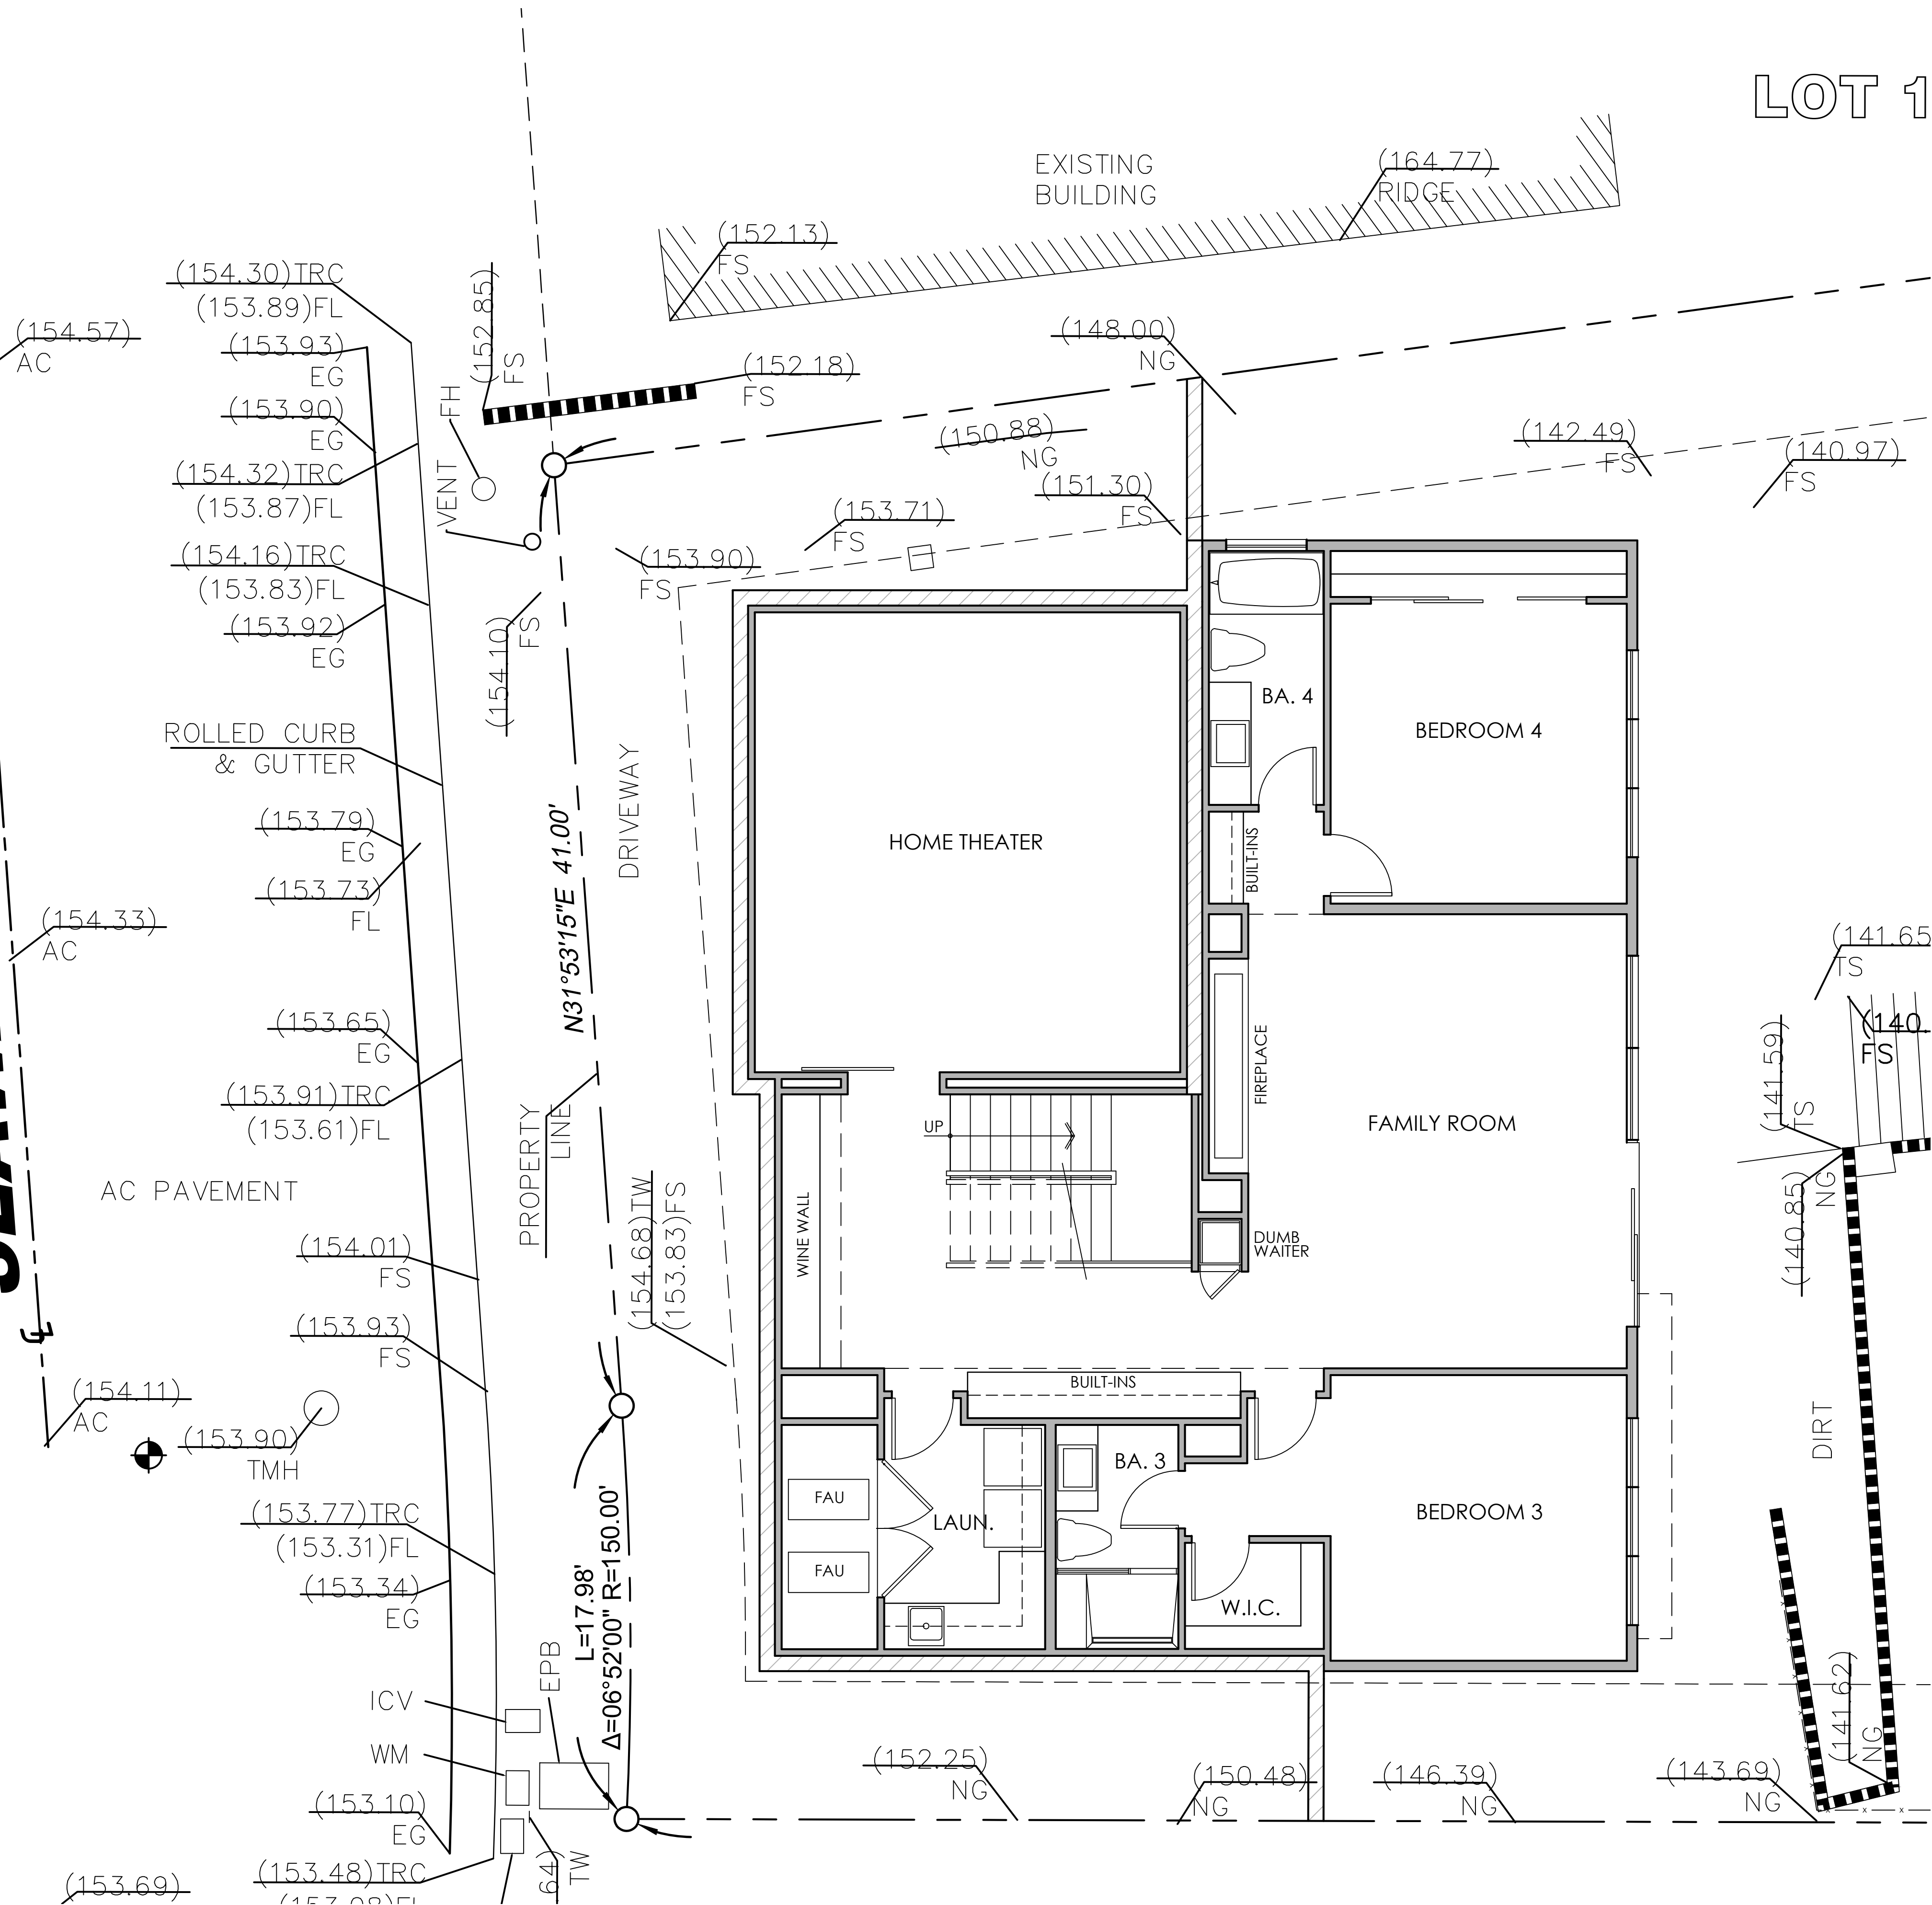 LOT 1
EXISTING
BUILDING
(164.77)
RIDGE
(152.13)
FS
(154.30)TRC
(153.89)FL
(152.85)
FS
(154.57)
AC
(153.93)
EG
(148.00)
NG
(152.18)
FS
FH
(153.90)
EG
(150.88)
NG
(142.49)
FS
(140.97)
FS
(154.32)TRC
(153.87)FL
VENT
(151.30)
FS
(153.71)
FS
(153.90)
FS
(154.16)TRC
(153.83)FL
(153.92)
EG
(154.10)
FS
BA. 4
BEDROOM 4
ROLLED CURB
& GUTTER
DRIVEWAY
N31°53'15"E 41.00'
HOME THEATER
BUILT-INS
(153.79)
EG
(153.73)
FL
(154.33)
AC
(141.65
TS
(153.65)
EG
(140.
FS
(141.59)
TS
FIREPLACE
(153.91)TRC
(153.61)FL
PROPERTY
LINE
UP
FAMILY ROOM
AC PAVEMENT
(154.68)TW
(153.83)FS
WINE WALL
DUMB
WAITER
(140.85)
NG
(154.01)
FS
(153.93)
FS
℄
(154.11)
AC
BUILT-INS
DIRT
(153.90)
TMH
BA. 3
FAU
LAUN.
BEDROOM 3
(153.77)TRC
(153.31)FL
FAU
(153.34)
EG
L=17.98'
Δ=06°52'00" R=150.00'
W.I.C.
EPB
ICV
WM
(141.62)
NG
(152.25)
NG
(150.48)
NG
(146.39)
NG
(143.69)
NG
(153.10)
EG
64)
TW
(153.48)TRC
(153.69)